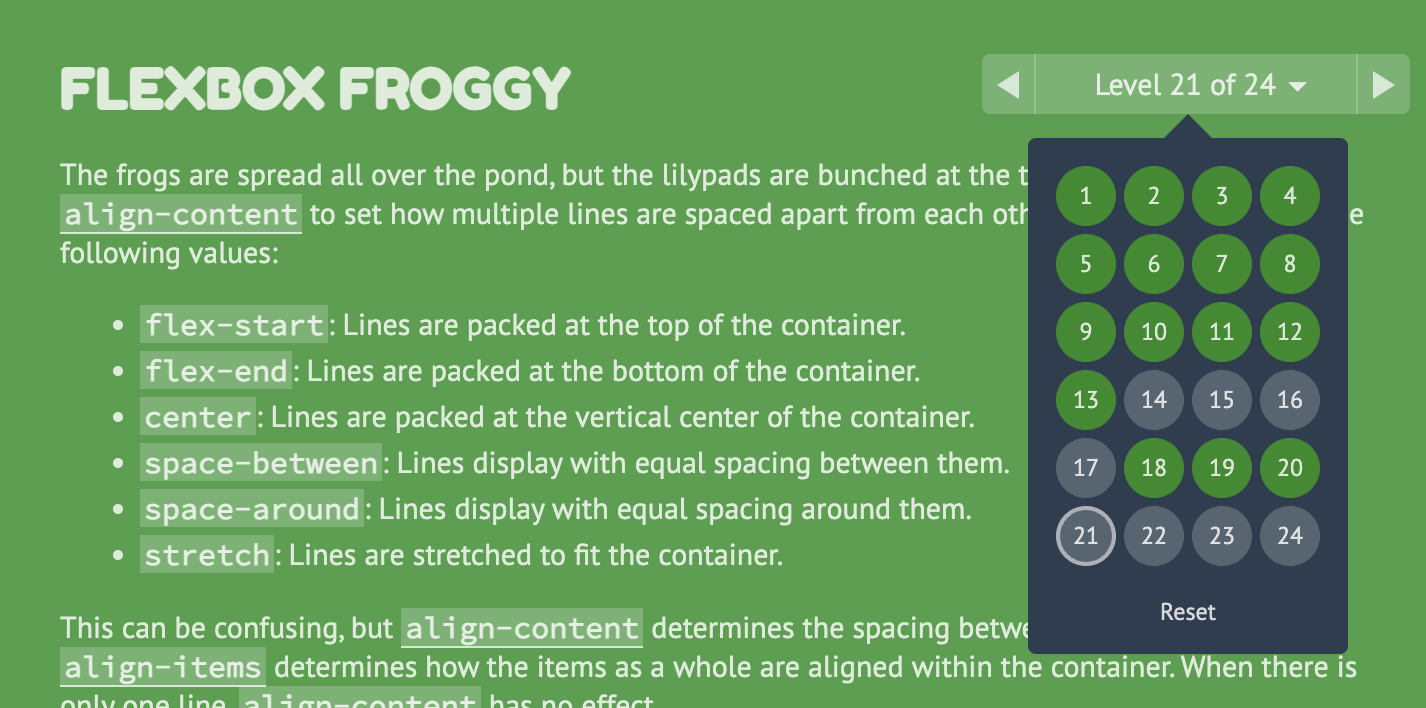 FLEXBOX FROGGY
Level 21 of 24
The frogs are spread all over the pond, but the lilypads are bunched at the t
align-content to set how multiple lines are spaced apart from each oth e
following values:
flex-start: Lines are packed at the top of the container.
flex-end: Lines are packed at the bottom of the container.
center: Lines are packed at the vertical center of the container.
space-between: Lines display with equal spacing between them.
space-around: Lines display with equal spacing around them.
stretch: Lines are stretched to fit the container.
This can be confusing, but align-content determines the spacing betwe
align-items determines how the items as a whole are aligned within the container. When there is
only one line, align-content has no effect.
1 2 3 4
5 6 7 8
9 10 11 12
13 14 15 16
17 18 19 20
21 22 23 24
Reset